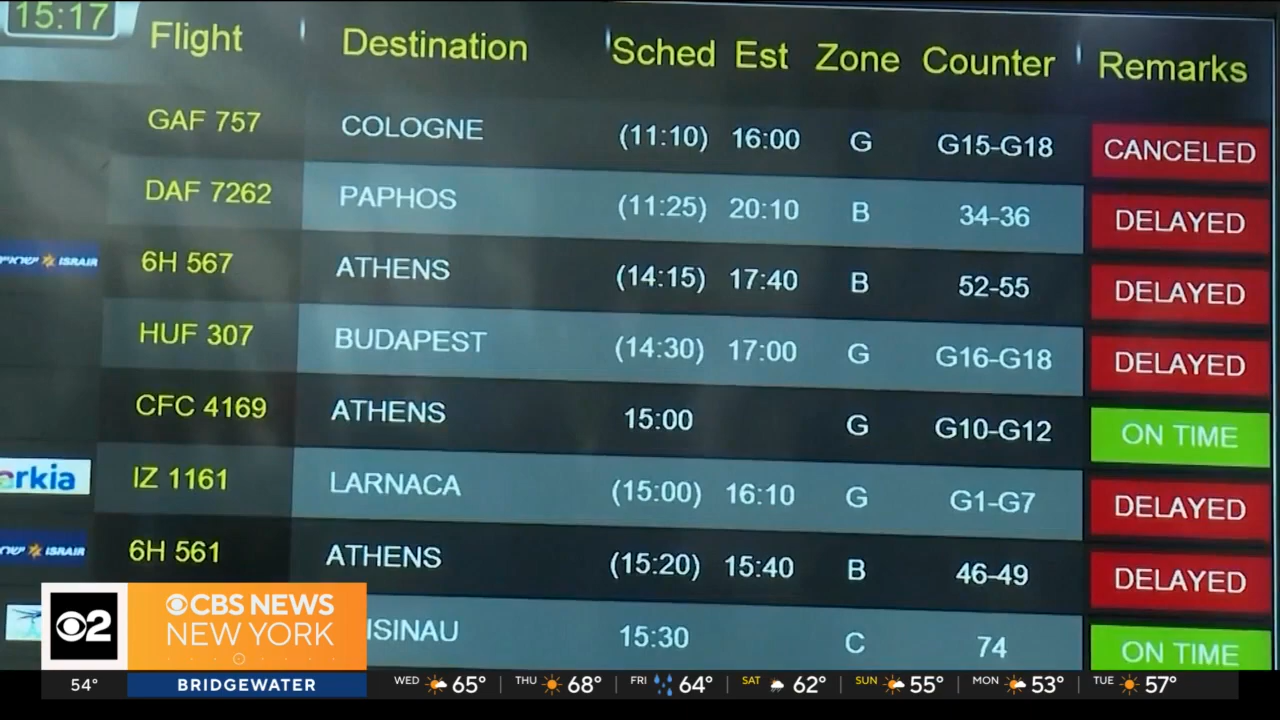 15:17 Flight Destination Sched Est Zone Counter Remarks
GAF 757 COLOGNE (11:10) 16:00 G G15-G18 CANCELED
DAF 7262 PAPHOS (11:25) 20:10 B 34-36 DELAYED
ISRAIR 6H 567 ATHENS (14:15) 17:40 B 52-55 DELAYED
HUF 307 BUDAPEST (14:30) 17:00 G G16-G18 DELAYED
CFC 4169 ATHENS 15:00 G G10-G12 ON TIME
rkia IZ 1161 LARNACA (15:00) 16:10 G G1-G7 DELAYED
ISRAIR 6H 561 ATHENS (15:20) 15:40 B 46-49 DELAYED
ISINAU 15:30 C 74 ON TIME
2 CBS NEWS
NEW YORK
54° BRIDGEWATER WED 65° THU 68° FRI 64° SAT 62° SUN 55° MON 53° TUE 57°